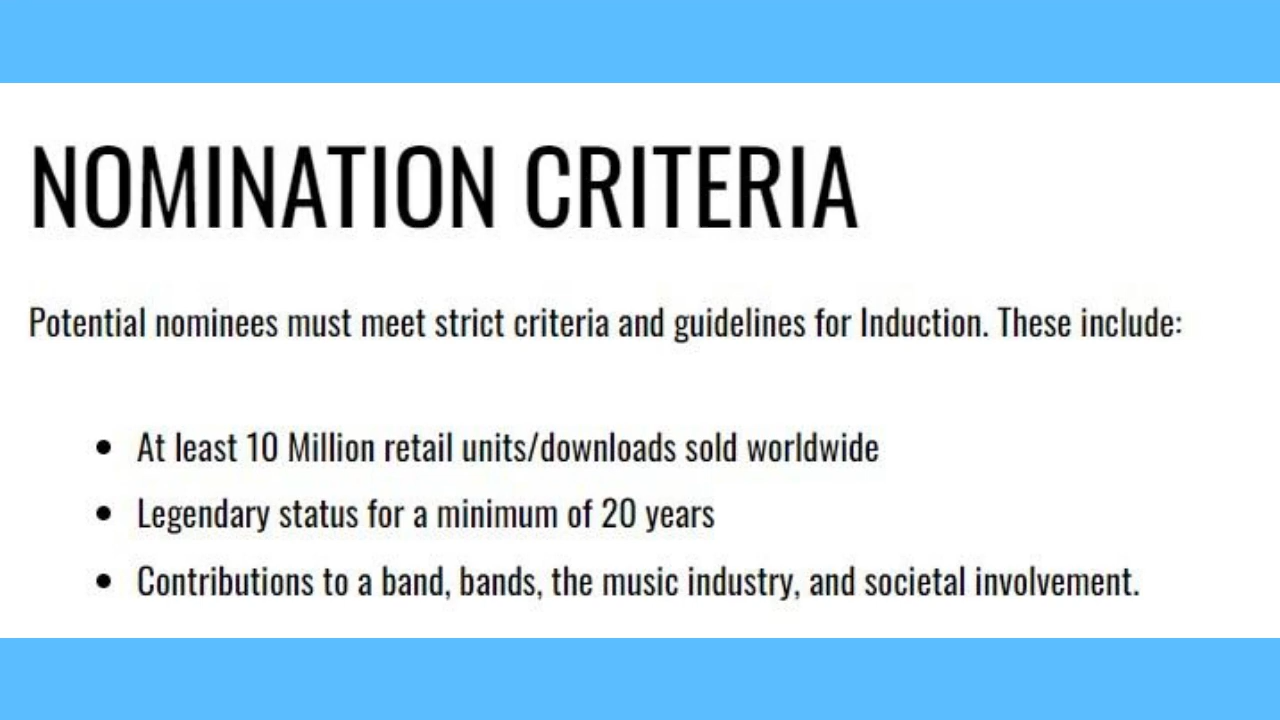 NOMINATION CRITERIA
Potential nominees must meet strict criteria and guidelines for Induction. These include:
• At least 10 Million retail units/downloads sold worldwide
• Legendary status for a minimum of 20 years
• Contributions to a band, bands, the music industry, and societal involvement.